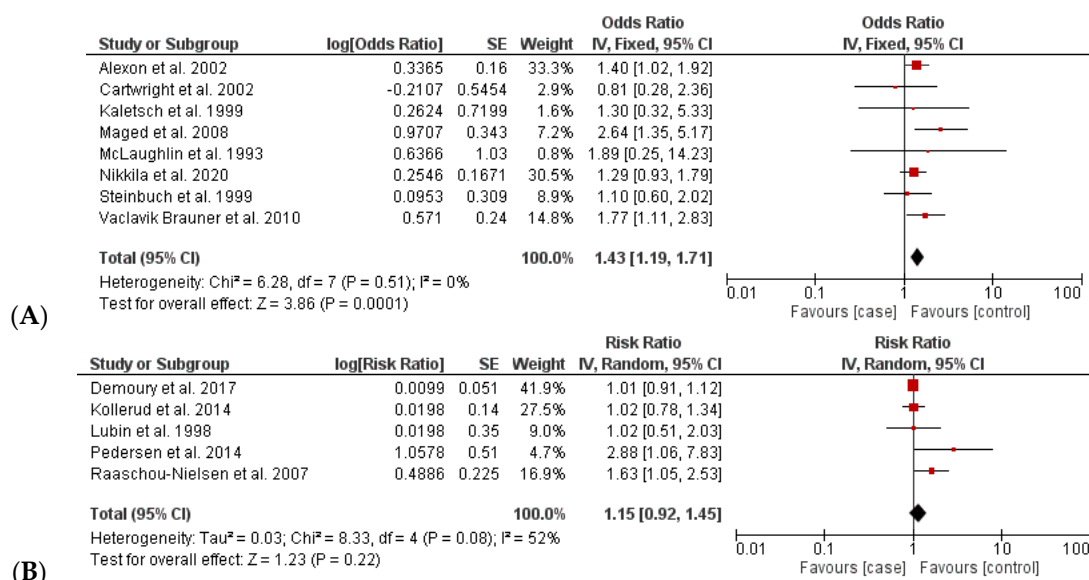 Odds Ratio Odds Ratio
Study or Subgroup log[Odds Ratio] SE Weight IV, Fixed, 95% CI IV, Fixed, 95% CI
Alexon et al. 2002 0.3365 0.16 33.3% 1.40 [1.02, 1.92]
Cartwright et al. 2002 -0.2107 0.5454 2.9% 0.81 [0.28, 2.36]
Kaletsch et al. 1999 0.2624 0.7199 1.6% 1.30 [0.32, 5.33]
Maged et al. 2008 0.9707 0.343 7.2% 2.64 [1.35, 5.17]
McLaughlin et al. 1993 0.6366 1.03 0.8% 1.89 [0.25, 14.23]
Nikkila et al. 2020 0.2546 0.1671 30.5% 1.29 [0.93, 1.79]
Steinbuch et al. 1999 0.0953 0.309 8.9% 1.10 [0.60, 2.02]
Vaclavik Brauner et al. 2010 0.571 0.24 14.8% 1.77 [1.11, 2.83]
Total (95% CI) 100.0% 1.43 [1.19, 1.71]
Heterogeneity: Chi² = 6.28, df = 7 (P = 0.51); I² = 0%
Test for overall effect: Z = 3.86 (P = 0.0001)
0.01 0.1 1 10 100
Favours [case] Favours [control]
(A)
Risk Ratio Risk Ratio
Study or Subgroup log[Risk Ratio] SE Weight IV, Random, 95% CI IV, Random, 95% CI
Demoury et al. 2017 0.0099 0.051 41.9% 1.01 [0.91, 1.12]
Kollerud et al. 2014 0.0198 0.14 27.5% 1.02 [0.78, 1.34]
Lubin et al. 1998 0.0198 0.35 9.0% 1.02 [0.51, 2.03]
Pedersen et al. 2014 1.0578 0.51 4.7% 2.88 [1.06, 7.83]
Raaschou-Nielsen et al. 2007 0.4886 0.225 16.9% 1.63 [1.05, 2.53]
Total (95% CI) 100.0% 1.15 [0.92, 1.45]
Heterogeneity: Tau² = 0.03; Chi² = 8.33, df = 4 (P = 0.08); I² = 52%
Test for overall effect: Z = 1.23 (P = 0.22)
0.01 0.1 1 10 100
Favours [case] Favours [control]
(B)